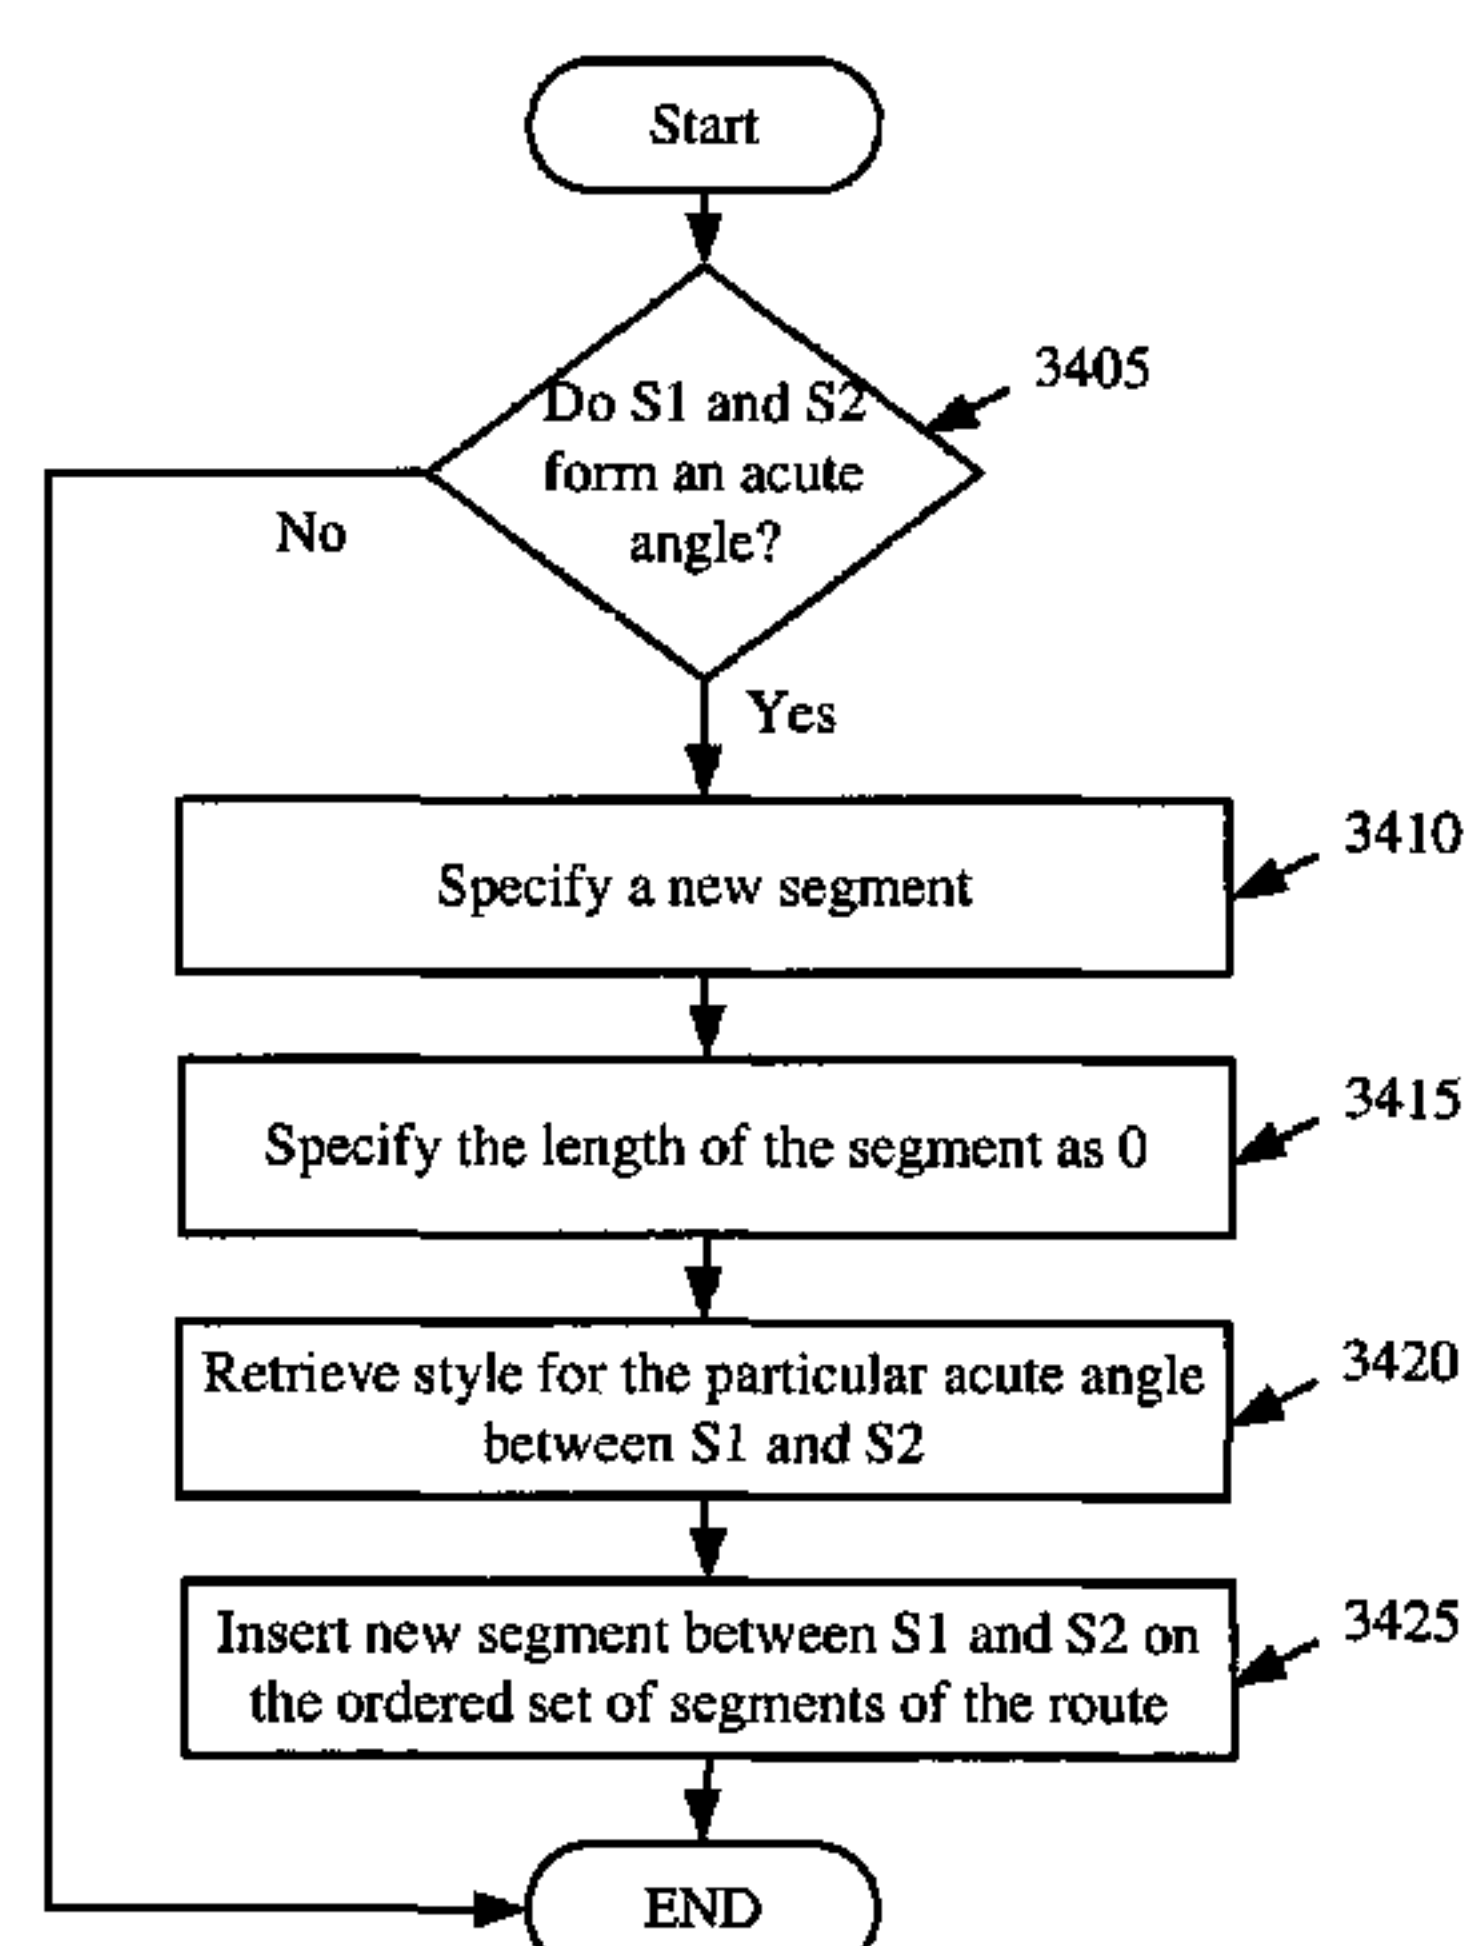 Start
3405
Do S1 and S2
form an acute
angle?
No
Yes
3410
Specify a new segment
3415
Specify the length of the segment as 0
3420
Retrieve style for the particular acute angle
between S1 and S2
3425
Insert new segment between S1 and S2 on
the ordered set of segments of the route
END